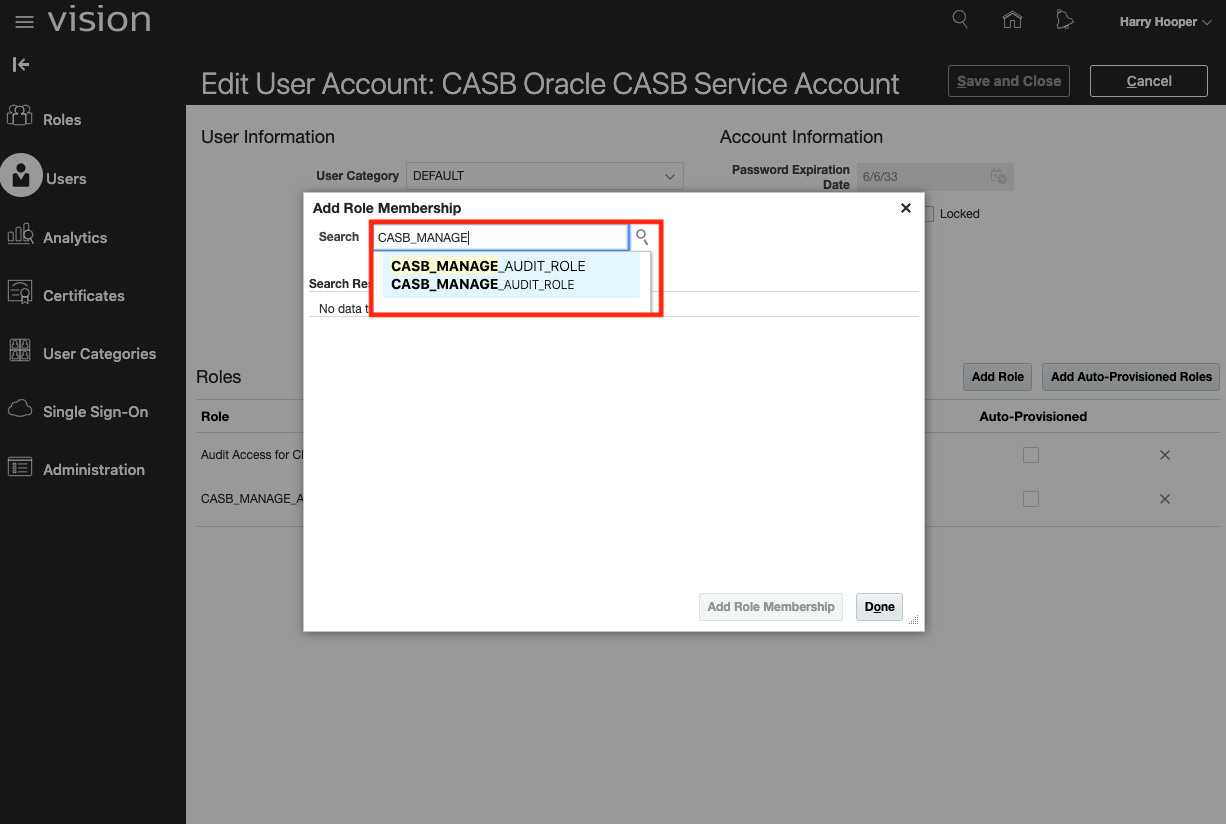 vision
Harry Hooper
Edit User Account: CASB Oracle CASB Service Account
Save and Close
Cancel
Roles
Users
Analytics
Certificates
User Categories
Single Sign-On
Administration
User Information
Account Information
User Category
DEFAULT
Password Expiration
Date
6/6/33
Locked
Add Role Membership
Search
CASB_MANAGE
CASB_MANAGE_AUDIT_ROLE
CASB_MANAGE_AUDIT_ROLE
Search Res
No data t
Add Role Membership
Done
Roles
Add Role
Add Auto-Provisioned Roles
Role
Auto-Provisioned
Audit Access for
CASB_MANAGE_A